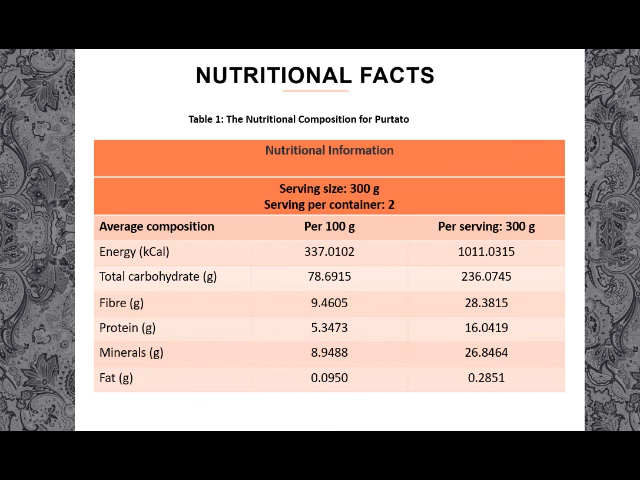 NUTRITIONAL FACTS
Table 1: The Nutritional Composition for Purtato
Nutritional Information
Serving size: 300 g
Serving per container: 2
Average composition Per 100 g Per serving: 300 g
Energy (kCal) 337.0102 1011.0315
Total carbohydrate (g) 78.6915 236.0745
Fibre (g) 9.4605 28.3815
Protein (g) 5.3473 16.0419
Minerals (g) 8.9488 26.8464
Fat (g) 0.0950 0.2851